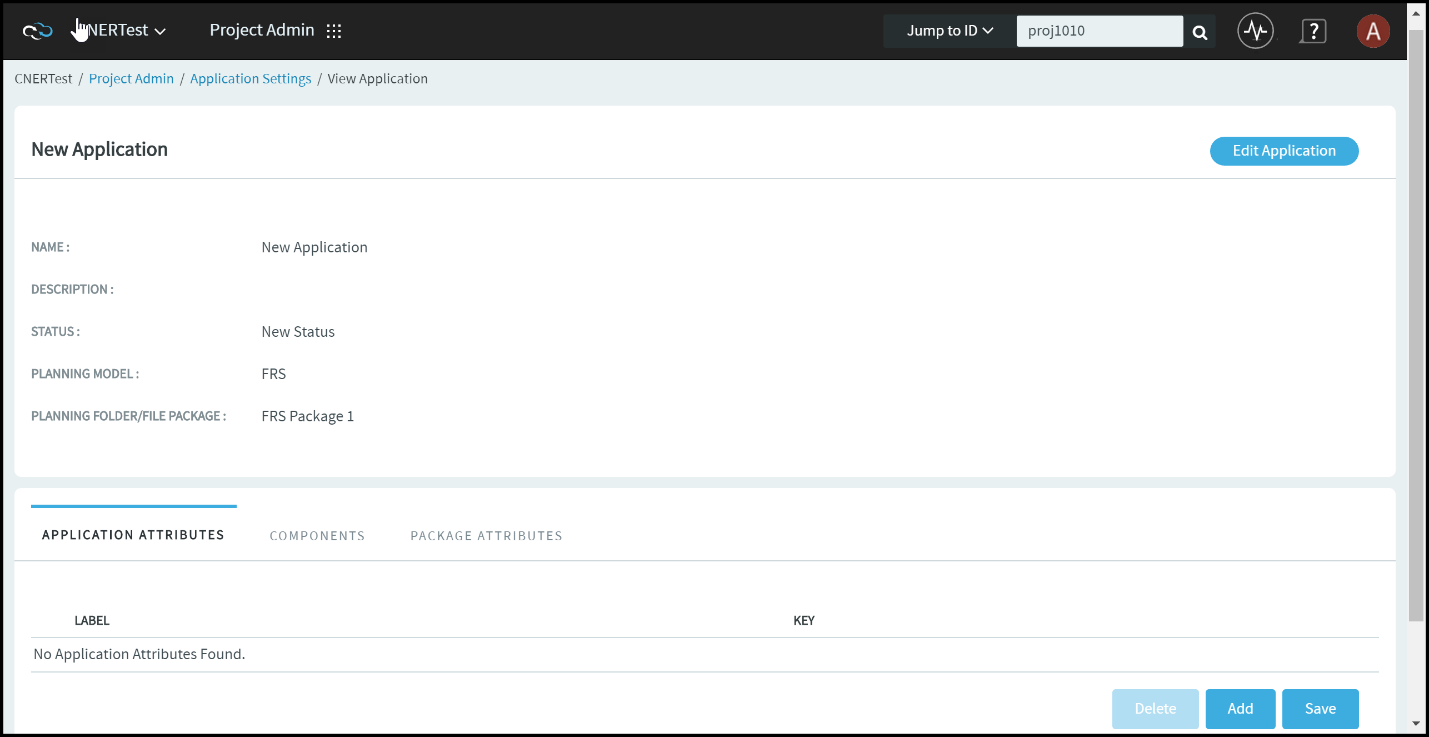 CNERTest Project Admin Jump to ID proj1010 ? A
CNERTest / Project Admin / Application Settings / View Application
New Application Edit Application
NAME : New Application
DESCRIPTION :
STATUS : New Status
PLANNING MODEL : FRS
PLANNING FOLDER/FILE PACKAGE : FRS Package 1
APPLICATION ATTRIBUTES COMPONENTS PACKAGE ATTRIBUTES
LABEL KEY
No Application Attributes Found.
Delete Add Save